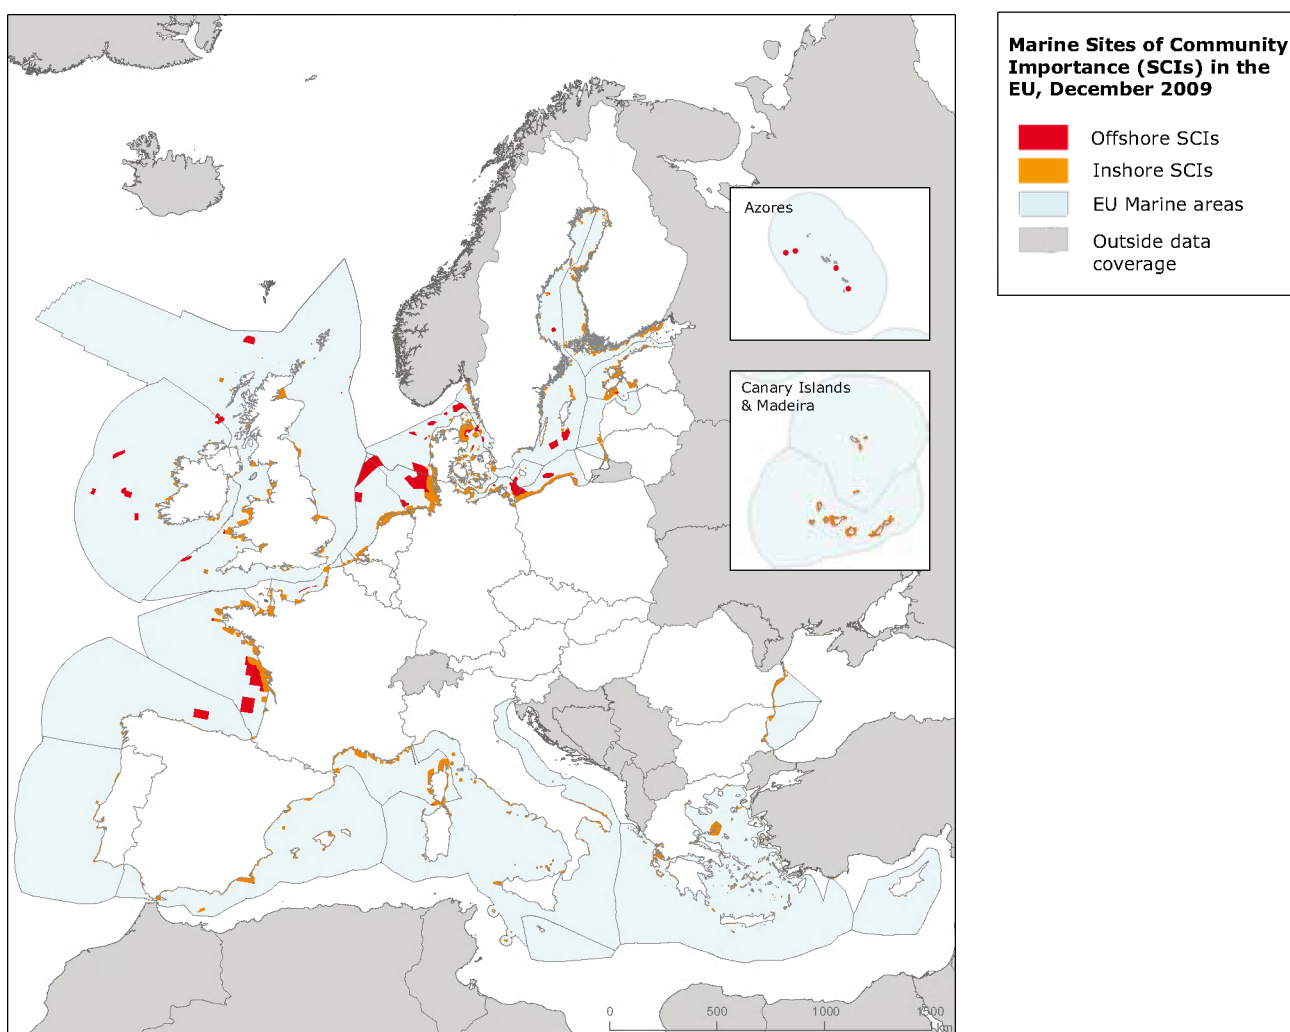 Marine Sites of Community
Importance (SCIs) in the
EU, December 2009
Offshore SCIs
Inshore SCIs
EU Marine areas
Outside data
coverage
Azores
Canary Islands
& Madeira
0 500 1000 1500
km